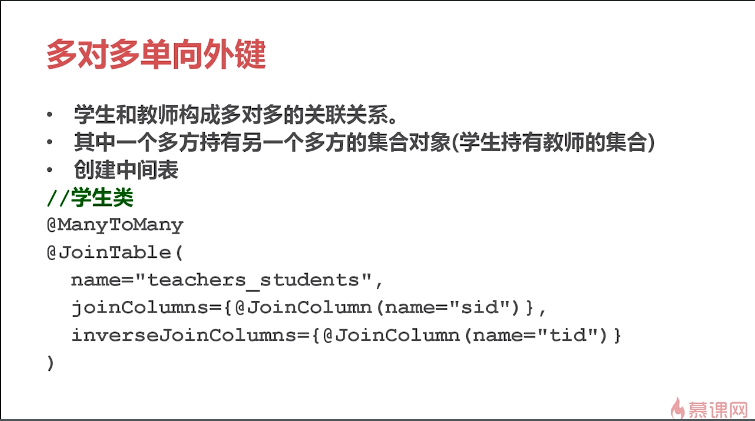 多对多单向外键
• 学生和教师构成多对多的关联关系。
• 其中一个多方持有另一个多方的集合对象(学生持有教师的集合)
• 创建中间表
//学生类
@ManyToMany
@JoinTable(
  name="teachers_students",
  joinColumns={@JoinColumn(name="sid")},
  inverseJoinColumns={@JoinColumn(name="tid")}
)
慕课网